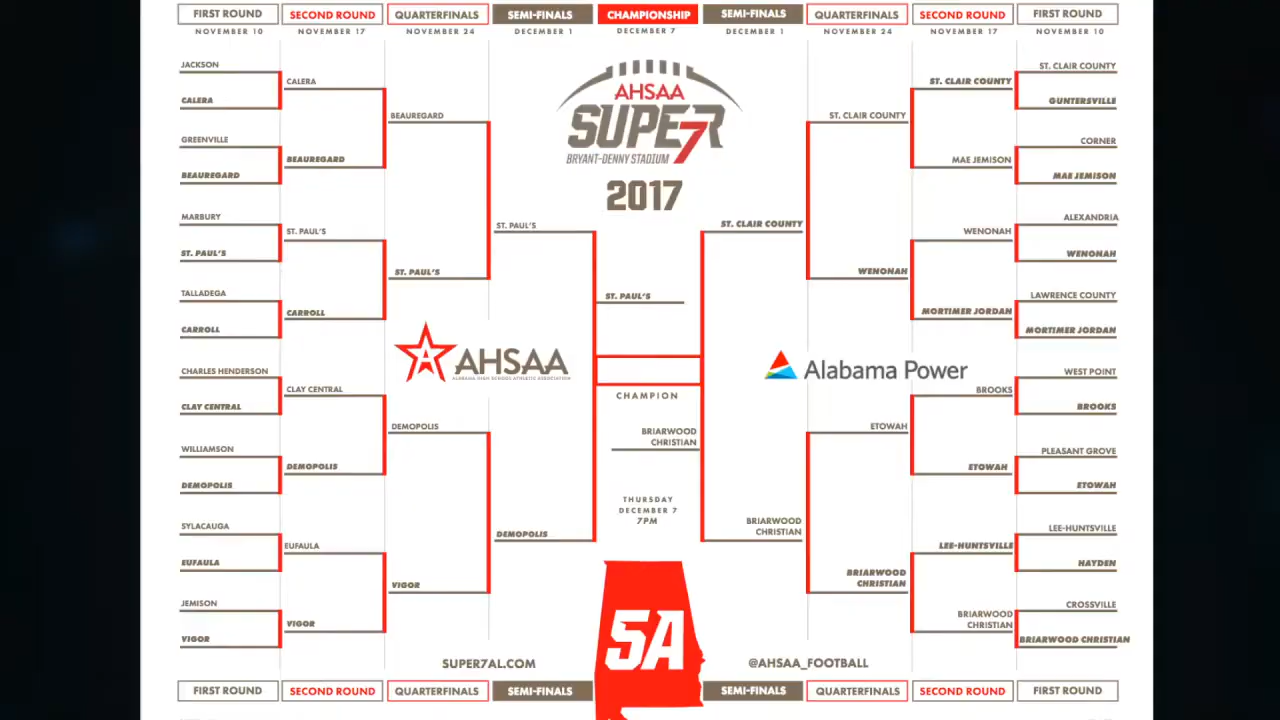 FIRST ROUND
SECOND ROUND
QUARTERFINALS
SEMI-FINALS
CHAMPIONSHIP
SEMI-FINALS
QUARTERFINALS
SECOND ROUND
FIRST ROUND
NOVEMBER 10
NOVEMBER 17
NOVEMBER 24
DECEMBER 1
DECEMBER 7
DECEMBER 1
NOVEMBER 24
NOVEMBER 17
NOVEMBER 10
JACKSON
CALERA
GREENVILLE
BEAUREGARD
MARBURY
ST. PAUL'S
TALLADEGA
CARROLL
CHARLES HENDERSON
CLAY CENTRAL
WILLIAMSON
DEMOPOLIS
SYLACAUGA
EUFAULA
JEMISON
VIGOR
CALERA
BEAUREGARD
ST. PAUL'S
CARROLL
CLAY CENTRAL
DEMOPOLIS
EUFAULA
VIGOR
BEAUREGARD
ST. PAUL'S
DEMOPOLIS
VIGOR
ST. PAUL'S
DEMOPOLIS
AHSAA
SUPER7
BRYANT-DENNY STADIUM
2017
ST. PAUL'S
CHAMPION
BRIARWOOD
CHRISTIAN
THURSDAY
DECEMBER 7
7PM
5A
AHSAA
ALABAMA HIGH SCHOOL ATHLETIC ASSOCIATION
Alabama Power
ST. CLAIR COUNTY
BRIARWOOD
CHRISTIAN
ST. CLAIR COUNTY
WENONAH
ETOWAH
BRIARWOOD
CHRISTIAN
ST. CLAIR COUNTY
MAE JEMISON
WENONAH
MORTIMER JORDAN
BROOKS
ETOWAH
LEE-HUNTSVILLE
BRIARWOOD
CHRISTIAN
ST. CLAIR COUNTY
GUNTERSVILLE
CORNER
MAE JEMISON
ALEXANDRIA
WENONAH
LAWRENCE COUNTY
MORTIMER JORDAN
WEST POINT
BROOKS
PLEASANT GROVE
ETOWAH
LEE-HUNTSVILLE
HAYDEN
CROSSVILLE
BRIARWOOD CHRISTIAN
SUPER7AL.COM
@AHSAA_FOOTBALL
FIRST ROUND
SECOND ROUND
QUARTERFINALS
SEMI-FINALS
SEMI-FINALS
QUARTERFINALS
SECOND ROUND
FIRST ROUND